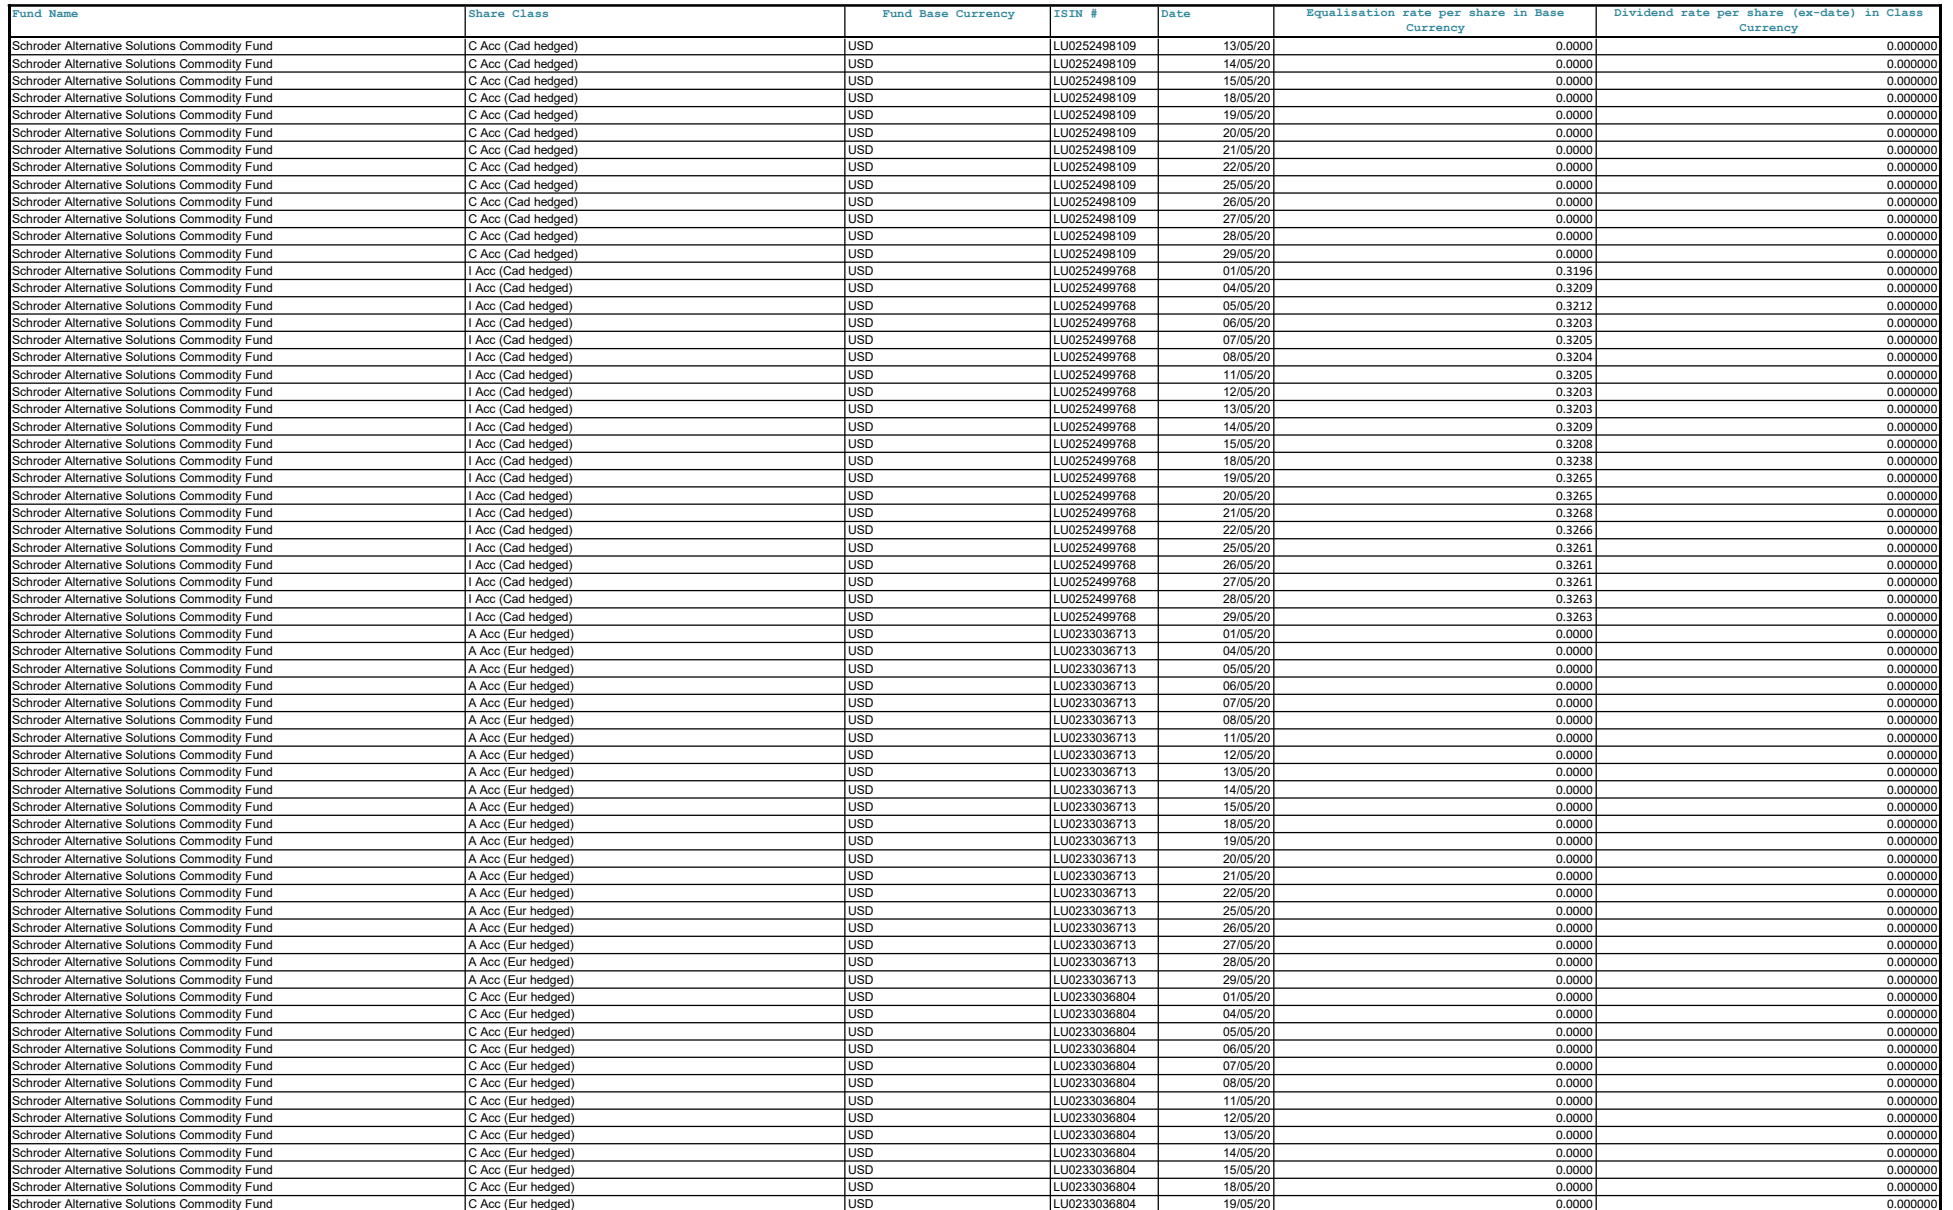 Fund Name Share Class Fund Base Currency ISIN # Date Equalisation rate per share in Base Currency Dividend rate per share (ex-date) in Class Currency
Schroder Alternative Solutions Commodity Fund C Acc (Cad hedged) USD LU0252498109 13/05/20 0.0000 0.000000
Schroder Alternative Solutions Commodity Fund C Acc (Cad hedged) USD LU0252498109 14/05/20 0.0000 0.000000
Schroder Alternative Solutions Commodity Fund C Acc (Cad hedged) USD LU0252498109 15/05/20 0.0000 0.000000
Schroder Alternative Solutions Commodity Fund C Acc (Cad hedged) USD LU0252498109 18/05/20 0.0000 0.000000
Schroder Alternative Solutions Commodity Fund C Acc (Cad hedged) USD LU0252498109 19/05/20 0.0000 0.000000
Schroder Alternative Solutions Commodity Fund C Acc (Cad hedged) USD LU0252498109 20/05/20 0.0000 0.000000
Schroder Alternative Solutions Commodity Fund C Acc (Cad hedged) USD LU0252498109 21/05/20 0.0000 0.000000
Schroder Alternative Solutions Commodity Fund C Acc (Cad hedged) USD LU0252498109 22/05/20 0.0000 0.000000
Schroder Alternative Solutions Commodity Fund C Acc (Cad hedged) USD LU0252498109 25/05/20 0.0000 0.000000
Schroder Alternative Solutions Commodity Fund C Acc (Cad hedged) USD LU0252498109 26/05/20 0.0000 0.000000
Schroder Alternative Solutions Commodity Fund C Acc (Cad hedged) USD LU0252498109 27/05/20 0.0000 0.000000
Schroder Alternative Solutions Commodity Fund C Acc (Cad hedged) USD LU0252498109 28/05/20 0.0000 0.000000
Schroder Alternative Solutions Commodity Fund C Acc (Cad hedged) USD LU0252498109 29/05/20 0.0000 0.000000
Schroder Alternative Solutions Commodity Fund I Acc (Cad hedged) USD LU0252499768 01/05/20 0.3196 0.000000
Schroder Alternative Solutions Commodity Fund I Acc (Cad hedged) USD LU0252499768 04/05/20 0.3209 0.000000
Schroder Alternative Solutions Commodity Fund I Acc (Cad hedged) USD LU0252499768 05/05/20 0.3212 0.000000
Schroder Alternative Solutions Commodity Fund I Acc (Cad hedged) USD LU0252499768 06/05/20 0.3203 0.000000
Schroder Alternative Solutions Commodity Fund I Acc (Cad hedged) USD LU0252499768 07/05/20 0.3205 0.000000
Schroder Alternative Solutions Commodity Fund I Acc (Cad hedged) USD LU0252499768 08/05/20 0.3204 0.000000
Schroder Alternative Solutions Commodity Fund I Acc (Cad hedged) USD LU0252499768 11/05/20 0.3205 0.000000
Schroder Alternative Solutions Commodity Fund I Acc (Cad hedged) USD LU0252499768 12/05/20 0.3203 0.000000
Schroder Alternative Solutions Commodity Fund I Acc (Cad hedged) USD LU0252499768 13/05/20 0.3203 0.000000
Schroder Alternative Solutions Commodity Fund I Acc (Cad hedged) USD LU0252499768 14/05/20 0.3209 0.000000
Schroder Alternative Solutions Commodity Fund I Acc (Cad hedged) USD LU0252499768 15/05/20 0.3208 0.000000
Schroder Alternative Solutions Commodity Fund I Acc (Cad hedged) USD LU0252499768 18/05/20 0.3238 0.000000
Schroder Alternative Solutions Commodity Fund I Acc (Cad hedged) USD LU0252499768 19/05/20 0.3265 0.000000
Schroder Alternative Solutions Commodity Fund I Acc (Cad hedged) USD LU0252499768 20/05/20 0.3265 0.000000
Schroder Alternative Solutions Commodity Fund I Acc (Cad hedged) USD LU0252499768 21/05/20 0.3268 0.000000
Schroder Alternative Solutions Commodity Fund I Acc (Cad hedged) USD LU0252499768 22/05/20 0.3266 0.000000
Schroder Alternative Solutions Commodity Fund I Acc (Cad hedged) USD LU0252499768 25/05/20 0.3261 0.000000
Schroder Alternative Solutions Commodity Fund I Acc (Cad hedged) USD LU0252499768 26/05/20 0.3261 0.000000
Schroder Alternative Solutions Commodity Fund I Acc (Cad hedged) USD LU0252499768 27/05/20 0.3261 0.000000
Schroder Alternative Solutions Commodity Fund I Acc (Cad hedged) USD LU0252499768 28/05/20 0.3263 0.000000
Schroder Alternative Solutions Commodity Fund I Acc (Cad hedged) USD LU0252499768 29/05/20 0.3263 0.000000
Schroder Alternative Solutions Commodity Fund A Acc (Eur hedged) USD LU0233036713 01/05/20 0.0000 0.000000
Schroder Alternative Solutions Commodity Fund A Acc (Eur hedged) USD LU0233036713 04/05/20 0.0000 0.000000
Schroder Alternative Solutions Commodity Fund A Acc (Eur hedged) USD LU0233036713 05/05/20 0.0000 0.000000
Schroder Alternative Solutions Commodity Fund A Acc (Eur hedged) USD LU0233036713 06/05/20 0.0000 0.000000
Schroder Alternative Solutions Commodity Fund A Acc (Eur hedged) USD LU0233036713 07/05/20 0.0000 0.000000
Schroder Alternative Solutions Commodity Fund A Acc (Eur hedged) USD LU0233036713 08/05/20 0.0000 0.000000
Schroder Alternative Solutions Commodity Fund A Acc (Eur hedged) USD LU0233036713 11/05/20 0.0000 0.000000
Schroder Alternative Solutions Commodity Fund A Acc (Eur hedged) USD LU0233036713 12/05/20 0.0000 0.000000
Schroder Alternative Solutions Commodity Fund A Acc (Eur hedged) USD LU0233036713 13/05/20 0.0000 0.000000
Schroder Alternative Solutions Commodity Fund A Acc (Eur hedged) USD LU0233036713 14/05/20 0.0000 0.000000
Schroder Alternative Solutions Commodity Fund A Acc (Eur hedged) USD LU0233036713 15/05/20 0.0000 0.000000
Schroder Alternative Solutions Commodity Fund A Acc (Eur hedged) USD LU0233036713 18/05/20 0.0000 0.000000
Schroder Alternative Solutions Commodity Fund A Acc (Eur hedged) USD LU0233036713 19/05/20 0.0000 0.000000
Schroder Alternative Solutions Commodity Fund A Acc (Eur hedged) USD LU0233036713 20/05/20 0.0000 0.000000
Schroder Alternative Solutions Commodity Fund A Acc (Eur hedged) USD LU0233036713 21/05/20 0.0000 0.000000
Schroder Alternative Solutions Commodity Fund A Acc (Eur hedged) USD LU0233036713 22/05/20 0.0000 0.000000
Schroder Alternative Solutions Commodity Fund A Acc (Eur hedged) USD LU0233036713 25/05/20 0.0000 0.000000
Schroder Alternative Solutions Commodity Fund A Acc (Eur hedged) USD LU0233036713 26/05/20 0.0000 0.000000
Schroder Alternative Solutions Commodity Fund A Acc (Eur hedged) USD LU0233036713 27/05/20 0.0000 0.000000
Schroder Alternative Solutions Commodity Fund A Acc (Eur hedged) USD LU0233036713 28/05/20 0.0000 0.000000
Schroder Alternative Solutions Commodity Fund A Acc (Eur hedged) USD LU0233036713 29/05/20 0.0000 0.000000
Schroder Alternative Solutions Commodity Fund C Acc (Eur hedged) USD LU0233036804 01/05/20 0.0000 0.000000
Schroder Alternative Solutions Commodity Fund C Acc (Eur hedged) USD LU0233036804 04/05/20 0.0000 0.000000
Schroder Alternative Solutions Commodity Fund C Acc (Eur hedged) USD LU0233036804 05/05/20 0.0000 0.000000
Schroder Alternative Solutions Commodity Fund C Acc (Eur hedged) USD LU0233036804 06/05/20 0.0000 0.000000
Schroder Alternative Solutions Commodity Fund C Acc (Eur hedged) USD LU0233036804 07/05/20 0.0000 0.000000
Schroder Alternative Solutions Commodity Fund C Acc (Eur hedged) USD LU0233036804 08/05/20 0.0000 0.000000
Schroder Alternative Solutions Commodity Fund C Acc (Eur hedged) USD LU0233036804 11/05/20 0.0000 0.000000
Schroder Alternative Solutions Commodity Fund C Acc (Eur hedged) USD LU0233036804 12/05/20 0.0000 0.000000
Schroder Alternative Solutions Commodity Fund C Acc (Eur hedged) USD LU0233036804 13/05/20 0.0000 0.000000
Schroder Alternative Solutions Commodity Fund C Acc (Eur hedged) USD LU0233036804 14/05/20 0.0000 0.000000
Schroder Alternative Solutions Commodity Fund C Acc (Eur hedged) USD LU0233036804 15/05/20 0.0000 0.000000
Schroder Alternative Solutions Commodity Fund C Acc (Eur hedged) USD LU0233036804 18/05/20 0.0000 0.000000
Schroder Alternative Solutions Commodity Fund C Acc (Eur hedged) USD LU0233036804 19/05/20 0.0000 0.000000